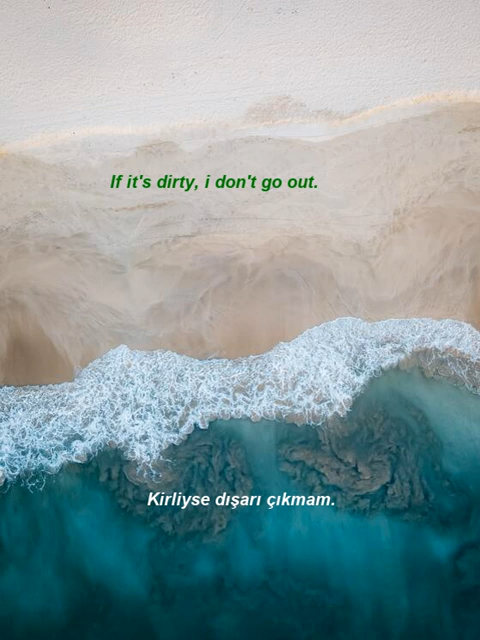 If it's dirty, i don't go out.
Kirliyse dışarı çıkmam.